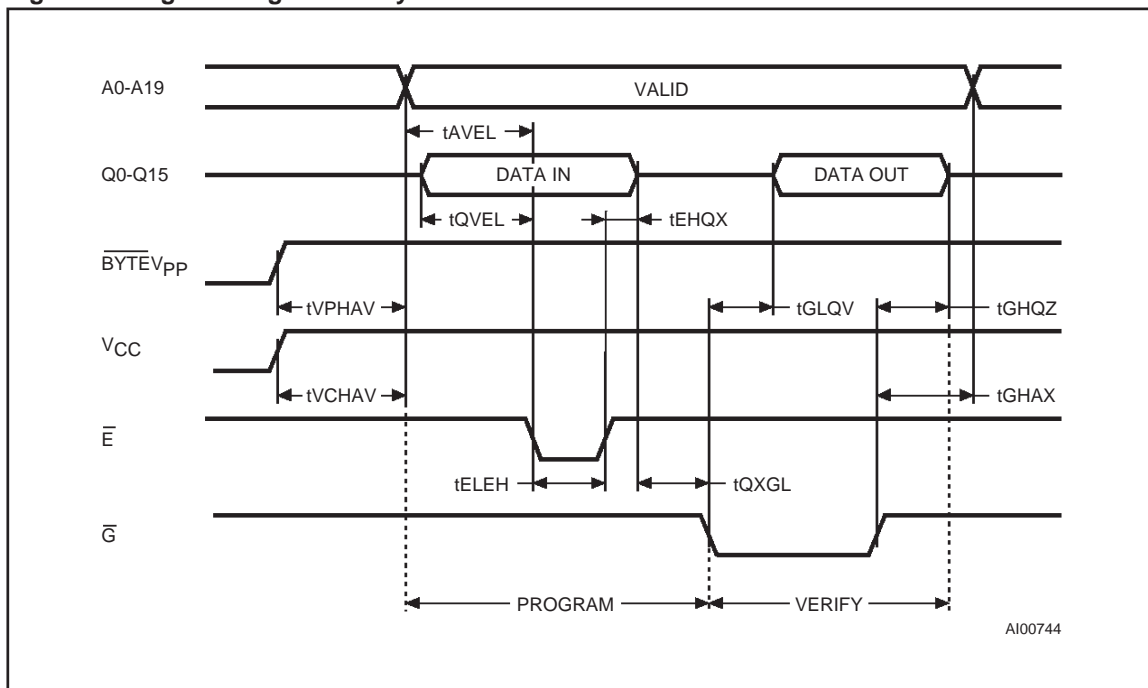 A0-A19
VALID
tAVEL
Q0-Q15
DATA IN
DATA OUT
tQVEL
tEHQX
BYTEVPP
tVPHAV
tGLQV
tGHQZ
VCC
tVCHAV
tGHAX
E
tELEH
tQXGL
G
PROGRAM
VERIFY
AI00744